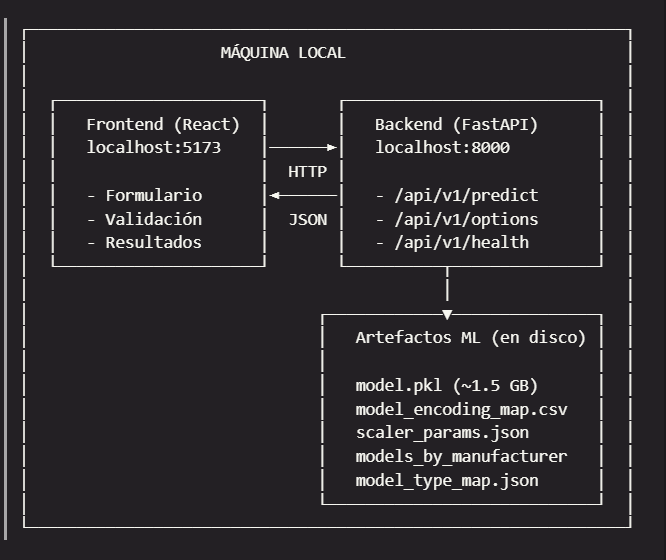 MÁQUINA LOCAL
Frontend (React)
localhost:5173
- Formulario
- Validación
- Resultados
HTTP
JSON
Backend (FastAPI)
localhost:8000
- /api/v1/predict
- /api/v1/options
- /api/v1/health
Artefactos ML (en disco)
model.pkl (~1.5 GB)
model_encoding_map.csv
scaler_params.json
models_by_manufacturer
model_type_map.json